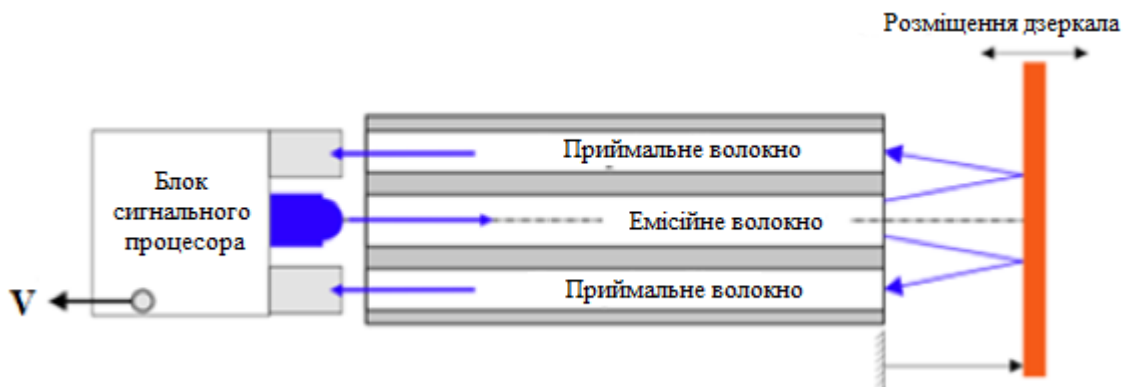 Розміщення дзеркала
Приймальне волокно
Блок
сигнального
процесора
Емісійне волокно
Приймальне волокно
V